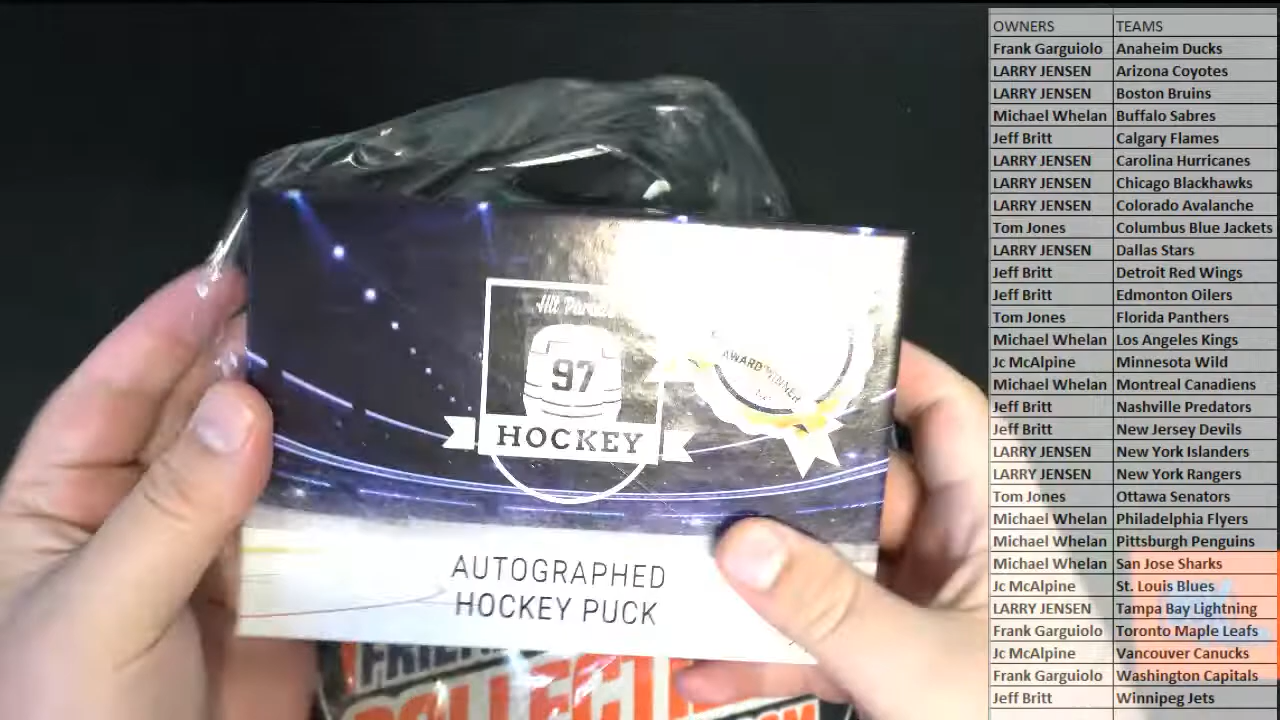 Hit Parade
97
HOCKEY
AWARD WINNER
AUTOGRAPHED
HOCKEY PUCK
OWNERS TEAMS
Frank Garguiolo Anaheim Ducks
LARRY JENSEN Arizona Coyotes
LARRY JENSEN Boston Bruins
Michael Whelan Buffalo Sabres
Jeff Britt Calgary Flames
LARRY JENSEN Carolina Hurricanes
LARRY JENSEN Chicago Blackhawks
LARRY JENSEN Colorado Avalanche
Tom Jones Columbus Blue Jackets
LARRY JENSEN Dallas Stars
Jeff Britt Detroit Red Wings
Jeff Britt Edmonton Oilers
Tom Jones Florida Panthers
Michael Whelan Los Angeles Kings
Jc McAlpine Minnesota Wild
Michael Whelan Montreal Canadiens
Jeff Britt Nashville Predators
Jeff Britt New Jersey Devils
LARRY JENSEN New York Islanders
LARRY JENSEN New York Rangers
Tom Jones Ottawa Senators
Michael Whelan Philadelphia Flyers
Michael Whelan Pittsburgh Penguins
Michael Whelan San Jose Sharks
Jc McAlpine St. Louis Blues
LARRY JENSEN Tampa Bay Lightning
Frank Garguiolo Toronto Maple Leafs
Jc McAlpine Vancouver Canucks
Frank Garguiolo Washington Capitals
Jeff Britt Winnipeg Jets